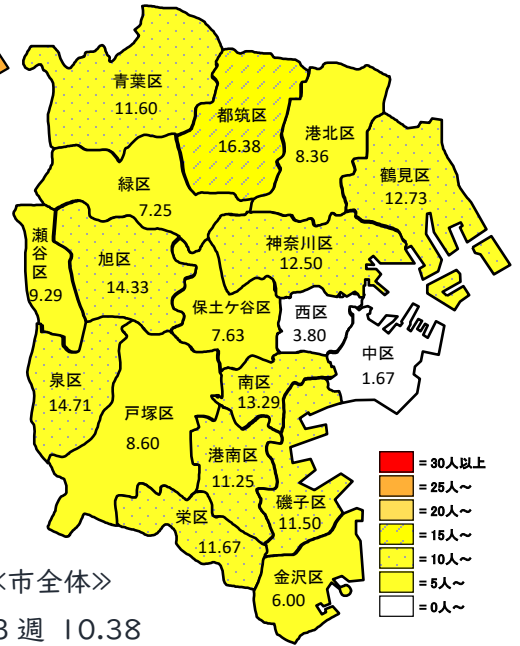 青葉区
11.60
都筑区
16.38
港北区
8.36
鶴見区
12.73
緑区
7.25
瀬谷区
9.29
旭区
14.33
神奈川区
12.50
保土ケ谷区
7.63
西区
3.80
中区
1.67
泉区
14.71
戸塚区
8.60
南区
13.29
港南区
11.25
磯子区
11.50
栄区
11.67
金沢区
6.00
= 30人以上
= 25人～
= 20人～
= 15人～
= 10人～
= 5人～
= 0人～
≪市全体≫
週 10.38